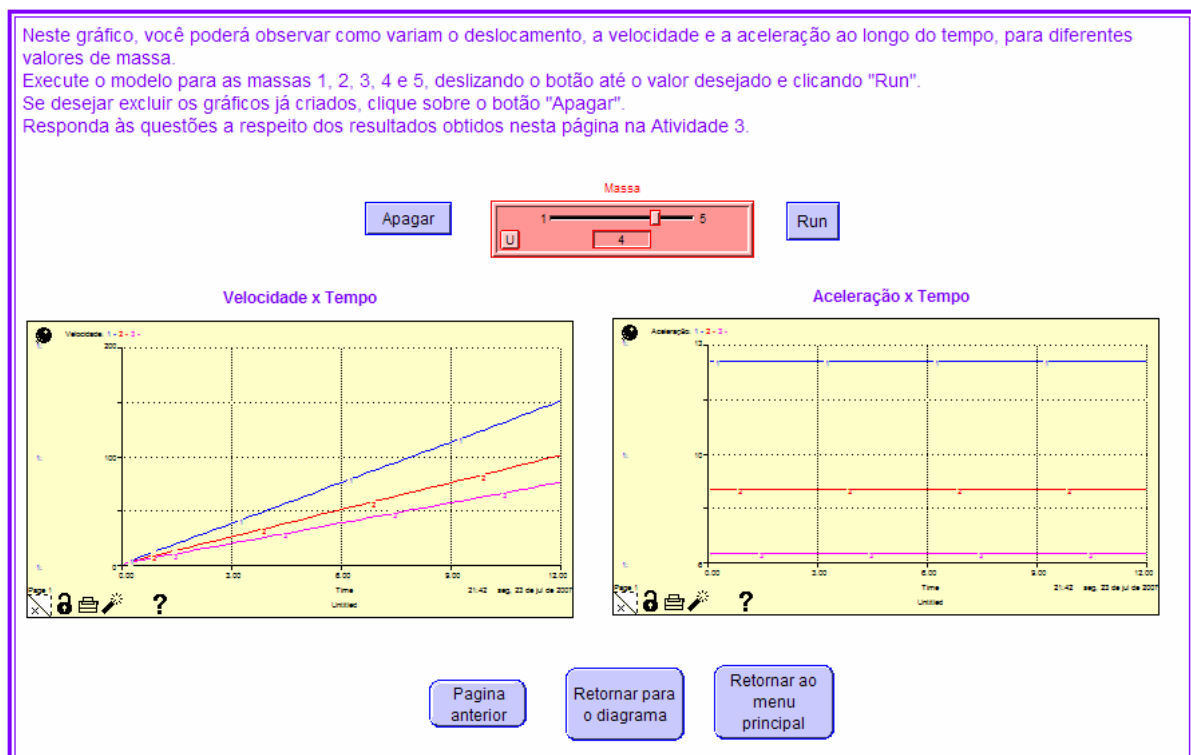 Neste gráfico, você poderá observar como variam o deslocamento, a velocidade e a aceleração ao longo do tempo, para diferentes
valores de massa.
Execute o modelo para as massas 1, 2, 3, 4 e 5, deslizando o botão até o valor desejado e clicando "Run".
Se desejar excluir os gráficos já criados, clique sobre o botão "Apagar".
Responda às questões a respeito dos resultados obtidos nesta página na Atividade 3.
Massa
Apagar
1
5
U
4
Run
Velocidade x Tempo
Aceleração x Tempo
Velocidade: 1 - 2 - 3 -
200
100
0
0.00 3.00 6.00 9.00 12.00
Page 1
Time
21:42 seg, 23 de jul de 2007
Untitled
?
Aceleração: 1 - 2 - 3 -
13
10
6
0.00 3.00 6.00 9.00 12.00
Time
21:42 seg, 23 de jul de 2007
Untitled
?
Pagina
anterior
Retornar para
o diagrama
Retornar ao
menu
principal